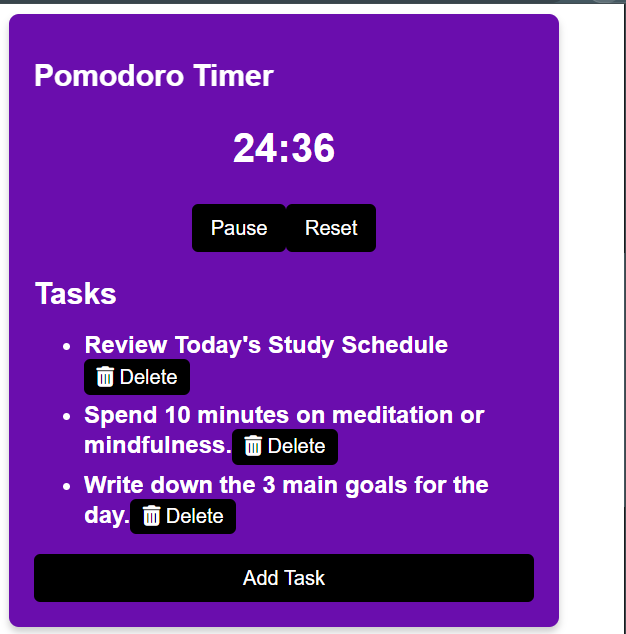 Pomodoro Timer
24:36
Pause Reset
Tasks
Review Today's Study Schedule
Delete
Spend 10 minutes on meditation or
mindfulness. Delete
Write down the 3 main goals for the
day. Delete
Add Task